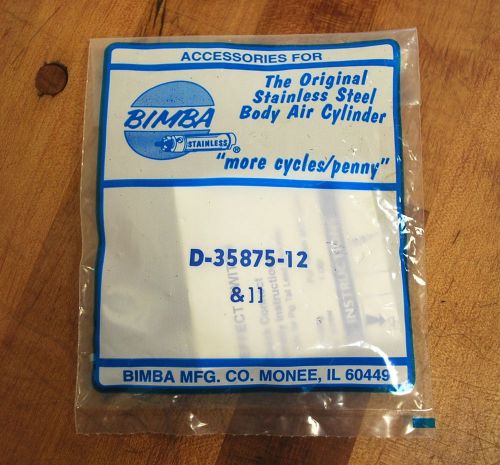 ACCESSORIES FOR
The Original
Stainless Steel
Body Air Cylinder
BIMBA
STAINLESS
"more cycles/penny"
D-35875-12
& 11
INSTRUC
BIMBA MFG. CO. MONEE, IL 60449